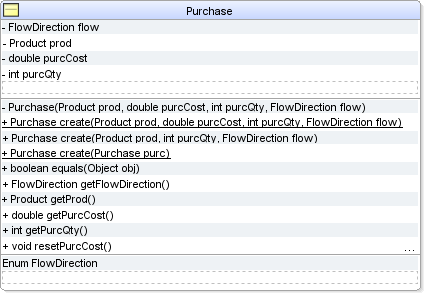 Purchase
- FlowDirection flow
- Product prod
- double purcCost
- int purcQty
- Purchase(Product prod, double purcCost, int purcQty, FlowDirection flow)
+ Purchase create(Product prod, double purcCost, int purcQty, FlowDirection flow)
+ Purchase create(Product prod, int purcQty, FlowDirection flow)
+ Purchase create(Purchase purc)
+ boolean equals(Object obj)
+ FlowDirection getFlowDirection()
+ Product getProd()
+ double getPurcCost()
+ int getPurcQty()
+ void resetPurcCost()
...
Enum FlowDirection